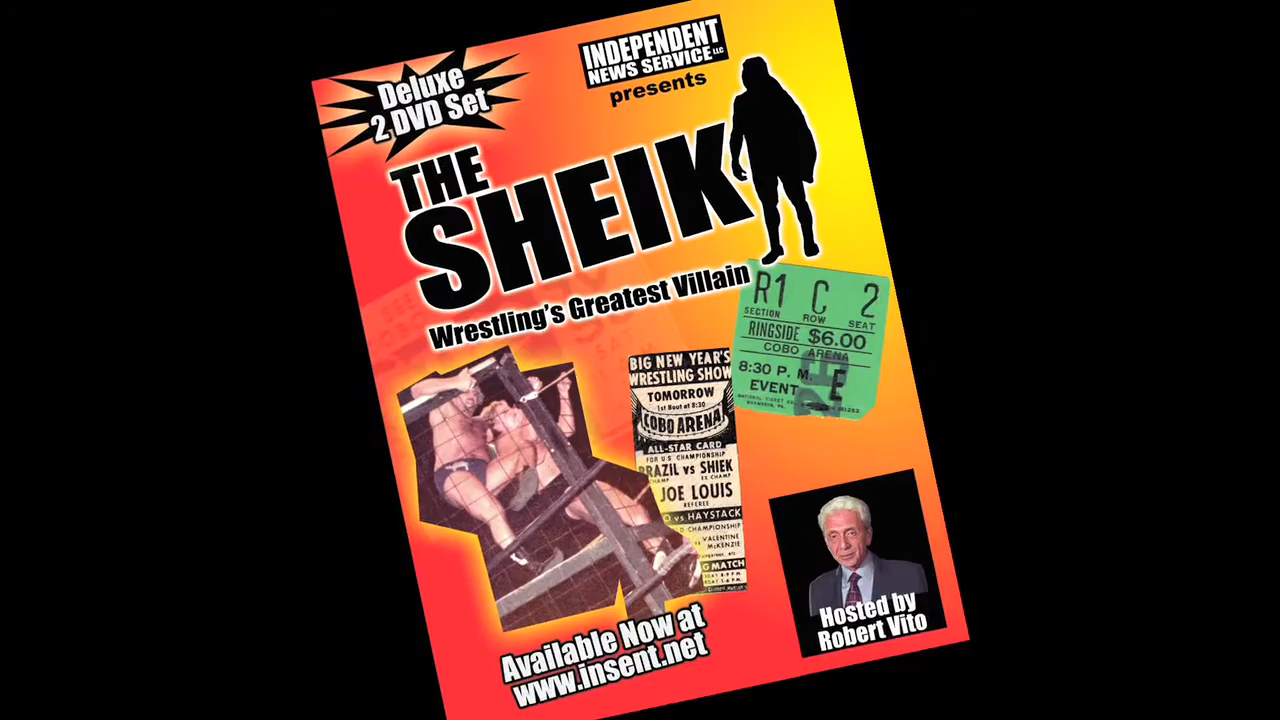 Deluxe
2 DVD Set
INDEPENDENT
NEWS SERVICE LLC
presents
THE
SHEIK
Wrestling's Greatest Villain
R1 C 2
SECTION ROW SEAT
RINGSIDE $6.00
COBO ARENA
8:30 P. M.
EVENT E
BIG NEW YEAR'S
WRESTLING SHOW
TOMORROW
1st Bout at 8:30
COBO ARENA
ALL-STAR CARD
FOR U.S. CHAMPIONSHIP
BRAZIL vs SHIEK
CHAMP EX CHAMP
JOE LOUIS
REFEREE
vs HAYSTACK
CHAMPIONSHIP
VALENTINE
McKENZIE
MATCH
Hosted by
Robert Vito
Available Now at
www.insent.net